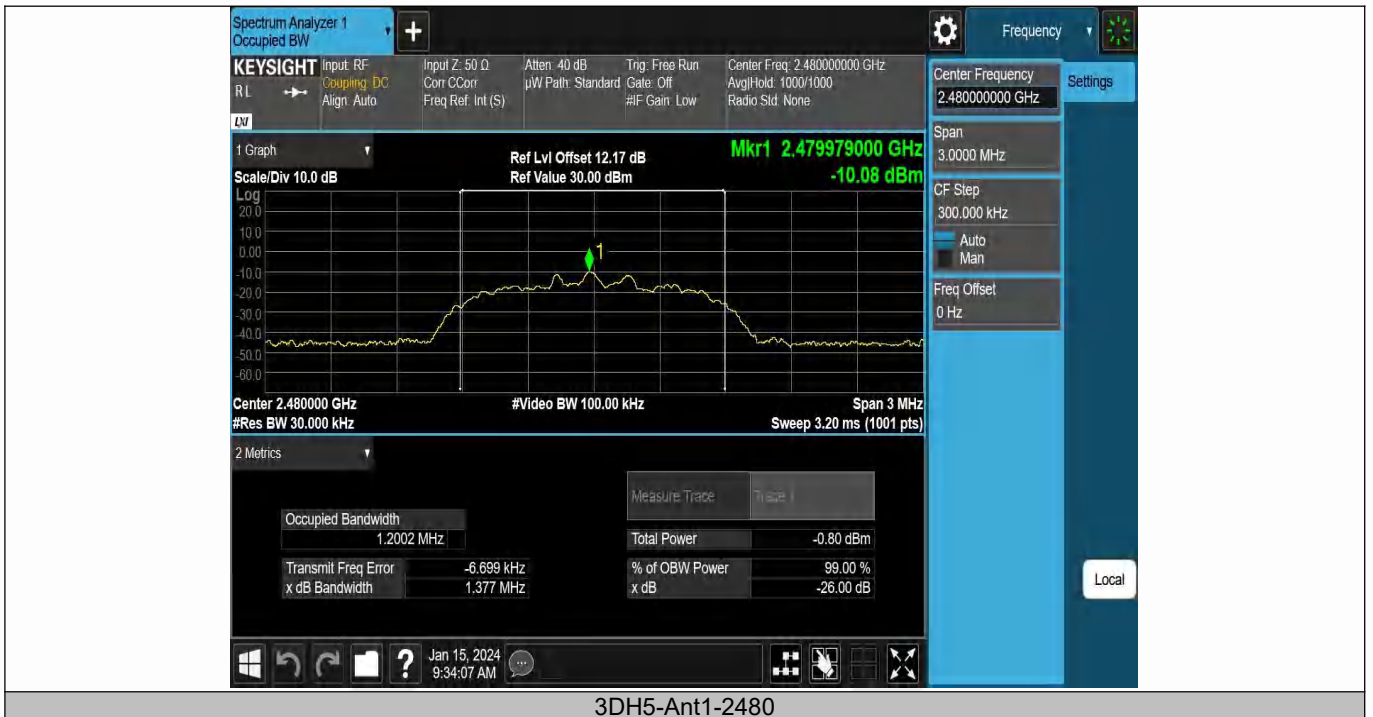 Spectrum Analyzer 1
Occupied BW
+
Frequency
KEYSIGHT
R L
LXI
Input: RF
Coupling: DC
Align: Auto
Input Z: 50 Ω
Corr CCorr
Freq Ref: Int (S)
Atten: 40 dB
µW Path: Standard
Trig: Free Run
Gate: Off
#IF Gain: Low
Center Freq: 2.480000000 GHz
Avg|Hold: 1000/1000
Radio Std: None
Center Frequency
2.480000000 GHz
Settings
Span
3.0000 MHz
CF Step
300.000 kHz
Auto
Man
Freq Offset
0 Hz
Local
1 Graph
Scale/Div 10.0 dB
Ref Lvl Offset 12.17 dB
Ref Value 30.00 dBm
Mkr1 2.479979000 GHz
-10.08 dBm
Log
20.0
10.0
0.00
-10.0
-20.0
-30.0
-40.0
-50.0
-60.0
1
Center 2.480000 GHz
#Res BW 30.000 kHz
#Video BW 100.00 kHz
Span 3 MHz
Sweep 3.20 ms (1001 pts)
2 Metrics
Measure Trace Trace 1
Occupied Bandwidth
1.2002 MHz
Total Power -0.80 dBm
Transmit Freq Error -6.699 kHz
% of OBW Power 99.00 %
x dB Bandwidth 1.377 MHz
x dB -26.00 dB
?
Jan 15, 2024
9:34:07 AM
3DH5-Ant1-2480